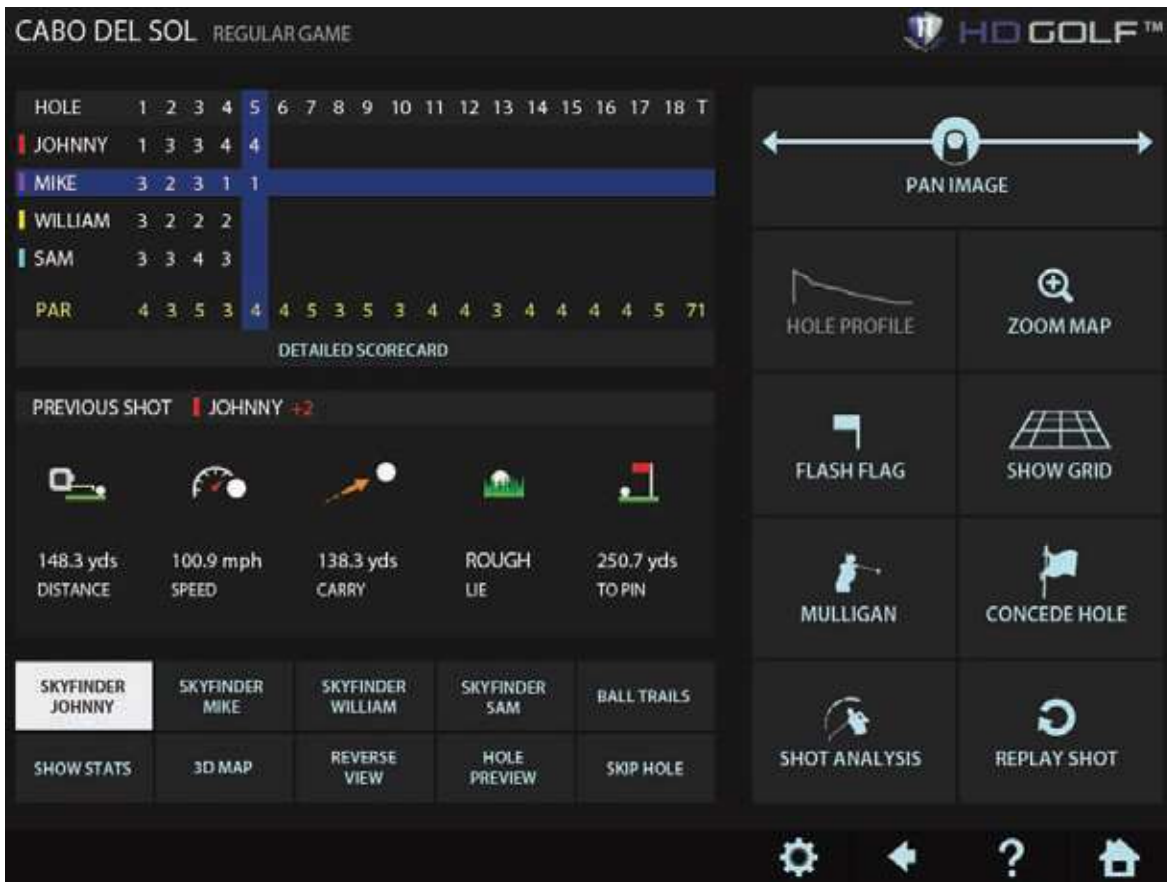 CABO DEL SOL REGULAR GAME
HD GOLF™
HOLE 1 2 3 4 5 6 7 8 9 10 11 12 13 14 15 16 17 18 T
JOHNNY 1 3 3 4 4
MIKE 3 2 3 1 1
WILLIAM 3 2 2 2
SAM 3 3 4 3
PAR 4 3 5 3 4 4 5 3 5 3 4 4 3 4 4 4 4 5 71
DETAILED SCORECARD
PREVIOUS SHOT JOHNNY +2
148.3 yds 100.9 mph 138.3 yds ROUGH 250.7 yds
DISTANCE SPEED CARRY LIE TO PIN
SKYFINDER JOHNNY
SKYFINDER MIKE
SKYFINDER WILLIAM
SKYFINDER SAM
BALL TRAILS
SHOW STATS
3D MAP
REVERSE VIEW
HOLE PREVIEW
SKIP HOLE
PAN IMAGE
HOLE PROFILE
ZOOM MAP
FLASH FLAG
SHOW GRID
MULLIGAN
CONCEDE HOLE
SHOT ANALYSIS
REPLAY SHOT
?